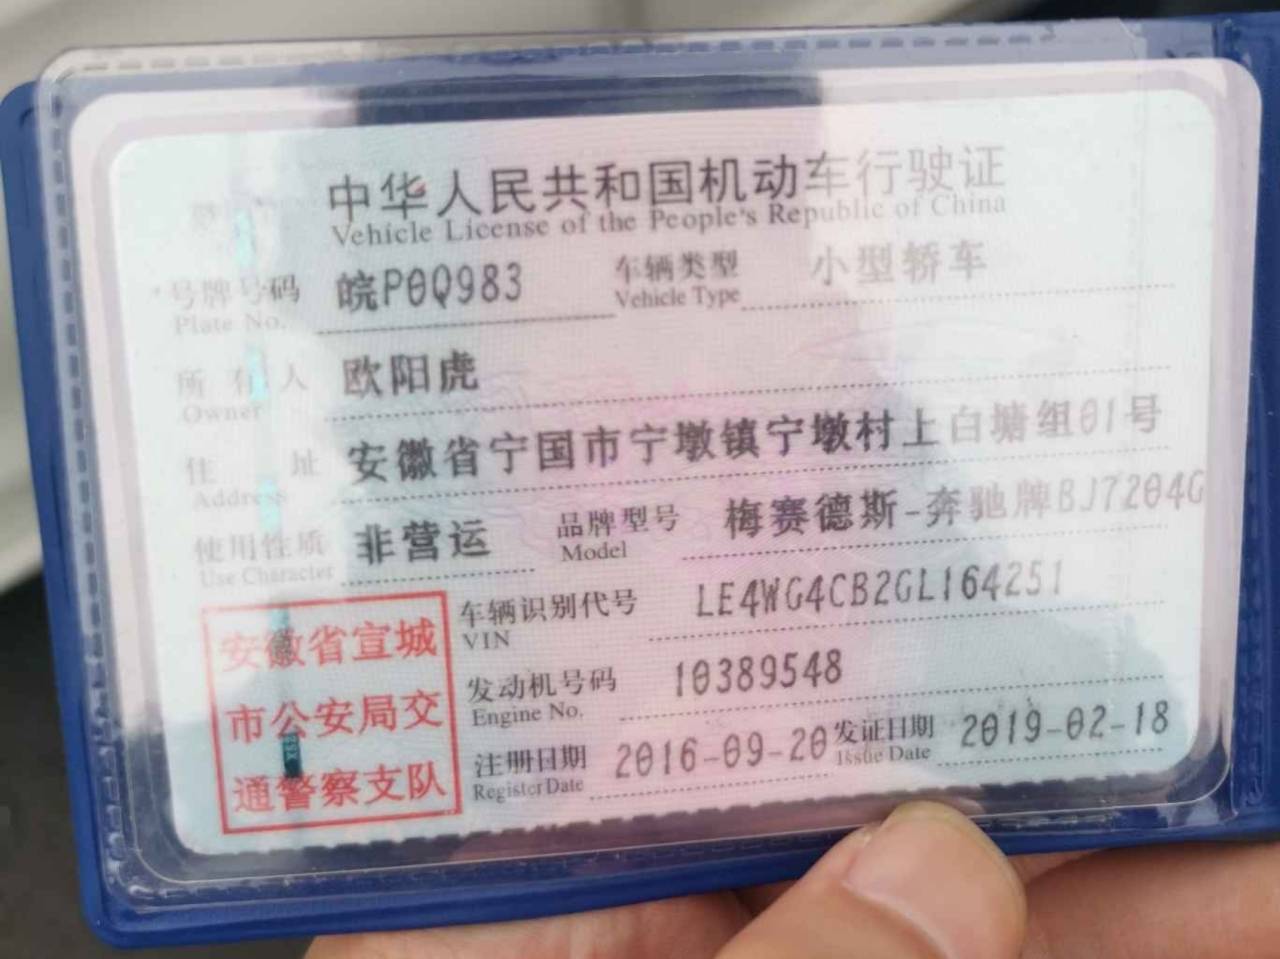 中华人民共和国机动车行驶证
Vehicle License of the People's Republic of China
号牌号码 皖P0Q983 车辆类型 小型轿车
Plate No. Vehicle Type
所有人 欧阳虎
Owner
住址 安徽省宁国市宁墩镇宁墩村上白塘组01号
Address
使用性质 非营运 品牌型号 梅赛德斯-奔驰牌BJ7204G
Use Character Model
车辆识别代号 LE4WG4CB2GL164251
VIN
发动机号码 10389548
Engine No.
注册日期 2016-09-20 发证日期 2019-02-18
Register Date Issue Date
安徽省宣城
市公安局交
通警察支队